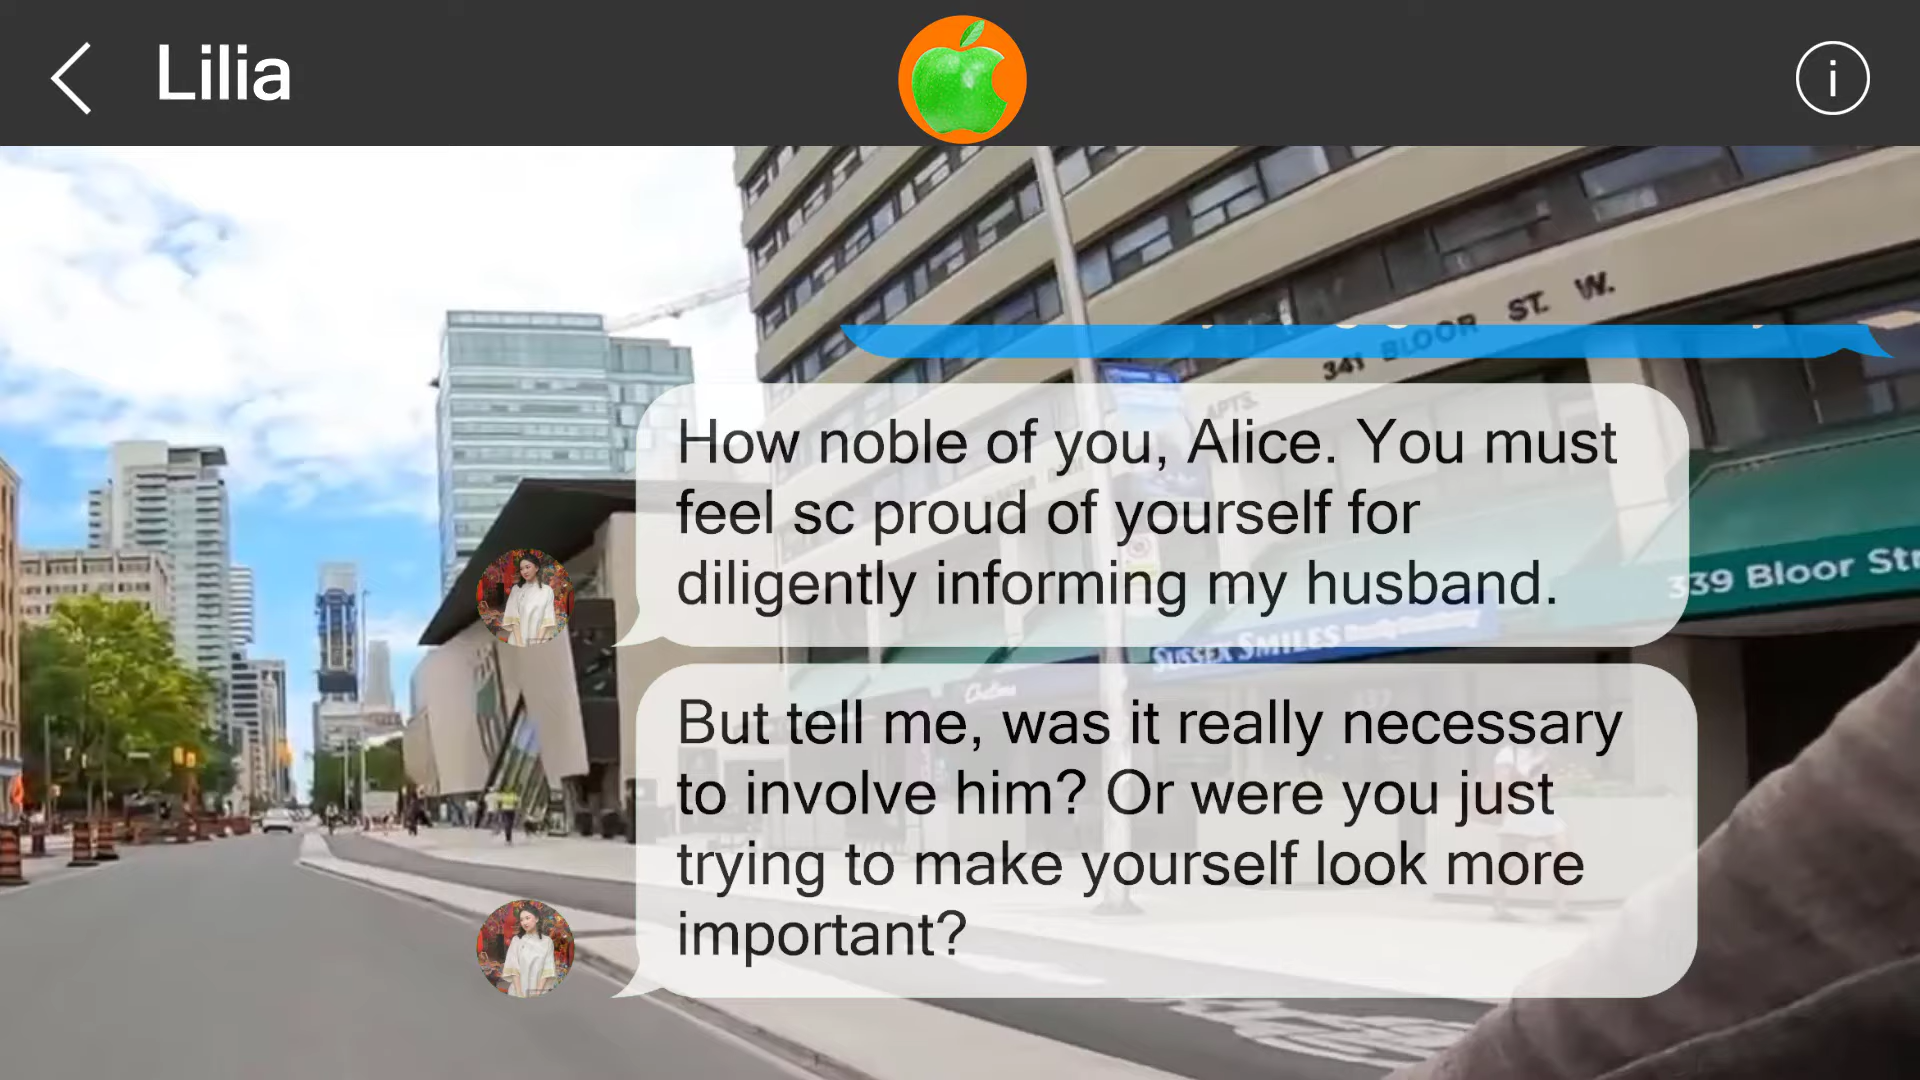 Lilia
i
341 BLOOR ST. W.
APTS.
How noble of you, Alice. You must
feel sc proud of yourself for
diligently informing my husband.
339 Bloor Str
SUSSEX SMILES
But tell me, was it really necessary
to involve him? Or were you just
trying to make yourself look more
important?